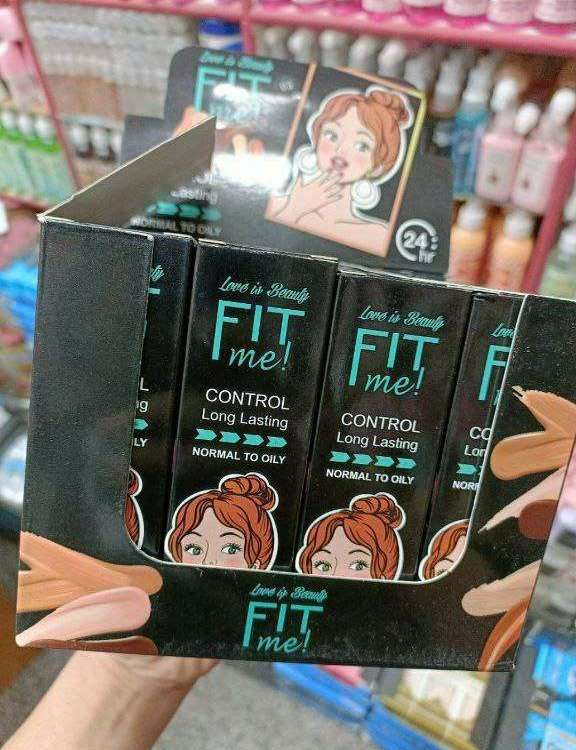 Love is Beauty
FIT
me!
Lasting
NORMAL TO OILY
24
hr
Love is Beauty
FIT
me!
CONTROL
Long Lasting
NORMAL TO OILY
Love is Beauty
FIT
me!
CONTROL
Long Lasting
NORMAL TO OILY
Love is Beauty
FIT
me!